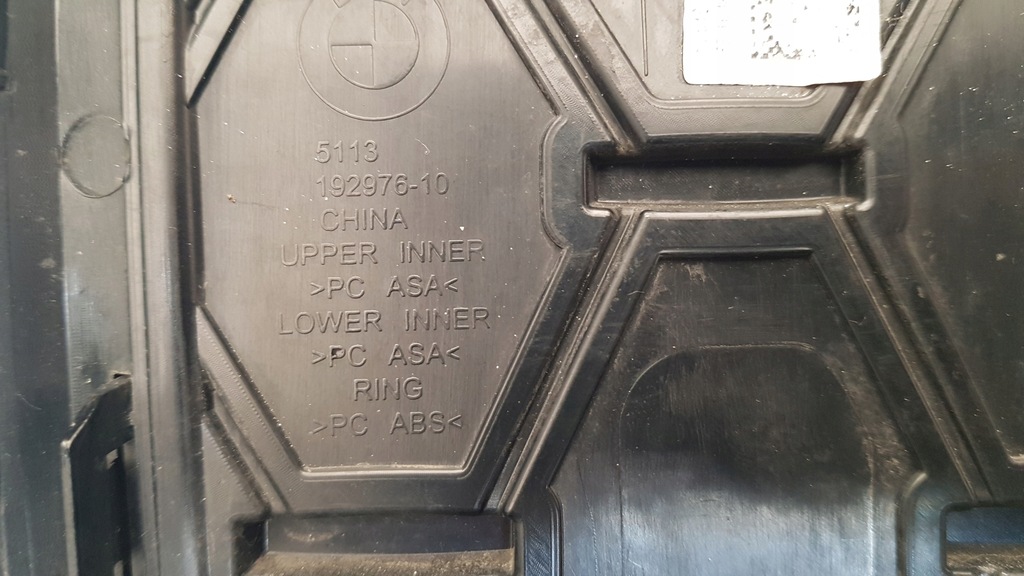 5113
192976-10
CHINA
UPPER INNER
>PC ASA<
LOWER INNER
>PC ASA<
RING
>PC ABS<